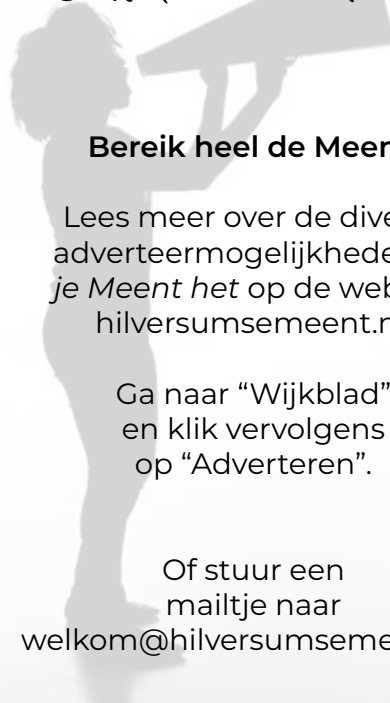 Bereik heel de Meen
Lees meer over de dive
adverteermogelijkhede
je Meent het op de web
hilversumsemeent.n
Ga naar “Wijkblad”
en klik vervolgens
op “Adverteren”.
Of stuur een
mailtje naar
welkom@hilversumseme